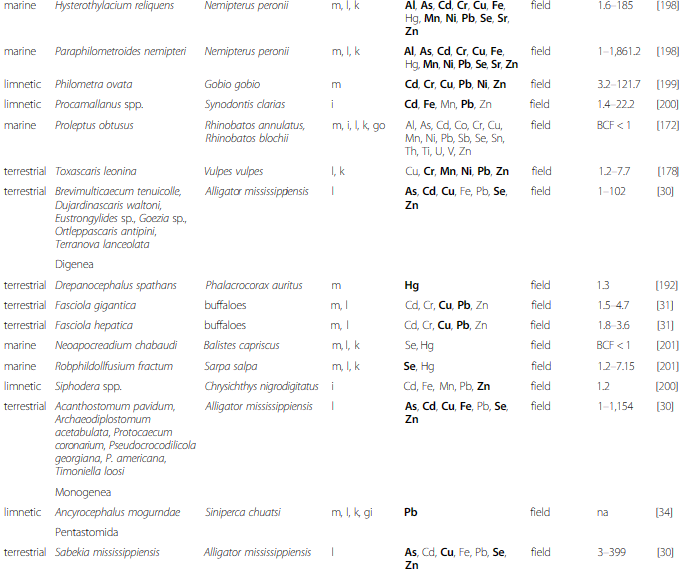 marine Hysterothylacium reliquens Nemipterus peronii m, l, k Al, As, Cd, Cr, Cu, Fe, field 1.6–185 [198]
Hg, Mn, Ni, Pb, Se, Sr,
Zn
marine Paraphilometroides nemipteri Nemipterus peronii m, l, k Al, As, Cd, Cr, Cu, Fe, field 1–1,861.2 [198]
Hg, Mn, Ni, Pb, Se, Sr, Zn
limnetic Philometra ovata Gobio gobio m Cd, Cr, Cu, Pb, Ni, Zn field 3.2–121.7 [199]
limnetic Procamallanus spp. Synodontis clarias i Cd, Fe, Mn, Pb, Zn field 1.4–22.2 [200]
marine Proleptus obtusus Rhinobatos annulatus, m, i, l, k, go Al, As, Cd, Co, Cr, Cu, field BCF < 1 [172]
Rhinobatos blochii Mn, Ni, Pb, Sb, Se, Sn,
Th, Ti, U, V, Zn
terrestrial Toxascaris leonina Vulpes vulpes l, k Cu, Cr, Mn, Ni, Pb, Zn field 1.2–7.7 [178]
terrestrial Brevimulticaecum tenuicolle, Alligator mississippiensis l As, Cd, Cu, Fe, Pb, Se, field 1–102 [30]
Dujardinascaris waltoni, Zn
Eustrongylides sp., Goezia sp.,
Ortleppascaris antipini,
Terranova lanceolata
Digenea
terrestrial Drepanocephalus spathans Phalacrocorax auritus m Hg field 1.3 [192]
terrestrial Fasciola gigantica buffaloes m, l Cd, Cr, Cu, Pb, Zn field 1.5–4.7 [31]
terrestrial Fasciola hepatica buffaloes m, l Cd, Cr, Cu, Pb, Zn field 1.8–3.6 [31]
marine Neoapocreadium chabaudi Balistes capriscus m, l, k Se, Hg field BCF < 1 [201]
marine Robphildollfusium fractum Sarpa salpa m, l, k Se, Hg field 1.2–7.15 [201]
limnetic Siphodera spp. Chrysichthys nigrodigitatus i Cd, Fe, Mn, Pb, Zn field 1.2 [200]
terrestrial Acanthostomum pavidum, Alligator mississippiensis l As, Cd, Cu, Fe, Pb, Se, field 1–1,154 [30]
Archaeodiplostomum Zn
acetabulata, Protocaecum
coronarium, Pseudocrocodilicola
georgiana, P. americana,
Timoniella loosi
Monogenea
limnetic Ancyrocephalus mogurndae Siniperca chuatsi m, l, k, gi Pb field na [34]
Pentastomida
terrestrial Sabekia mississippiensis Alligator mississippiensis l As, Cd, Cu, Fe, Pb, Se, field 3–399 [30]
Zn